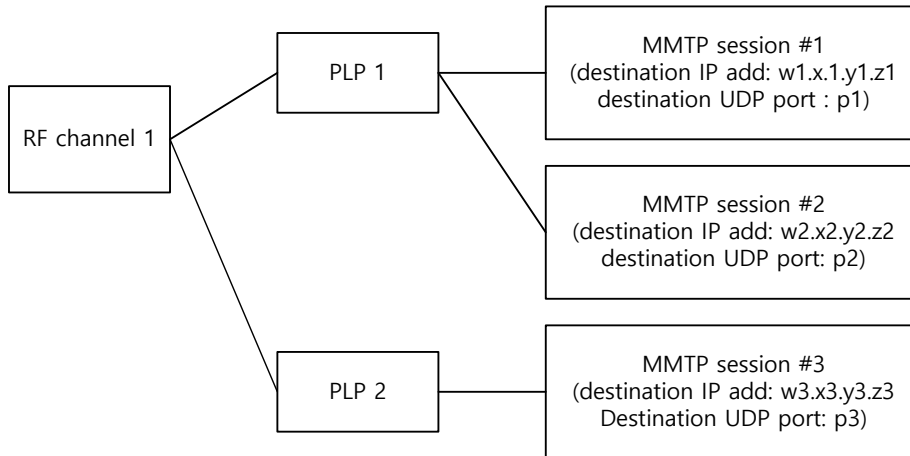 RF channel 1
PLP 1
MMTP session #1
(destination IP add: w1.x.1.y1.z1
destination UDP port : p1)
MMTP session #2
(destination IP add: w2.x2.y2.z2
destination UDP port: p2)
PLP 2
MMTP session #3
(destination IP add: w3.x3.y3.z3
Destination UDP port: p3)